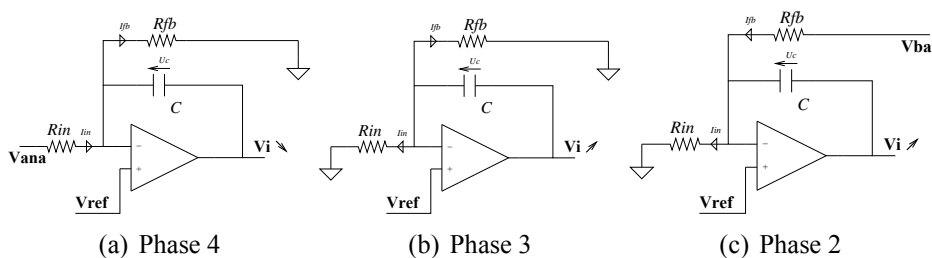 Ifb Rfb
Uc
C
Rin Iin
Vana
−
+
Vi
Vref
(a) Phase 4
Ifb Rfb
Uc
C
Rin Iin
−
+
Vi
Vref
(b) Phase 3
Ifb Rfb
Vba
Uc
C
Rin Iin
−
+
Vi
Vref
(c) Phase 2